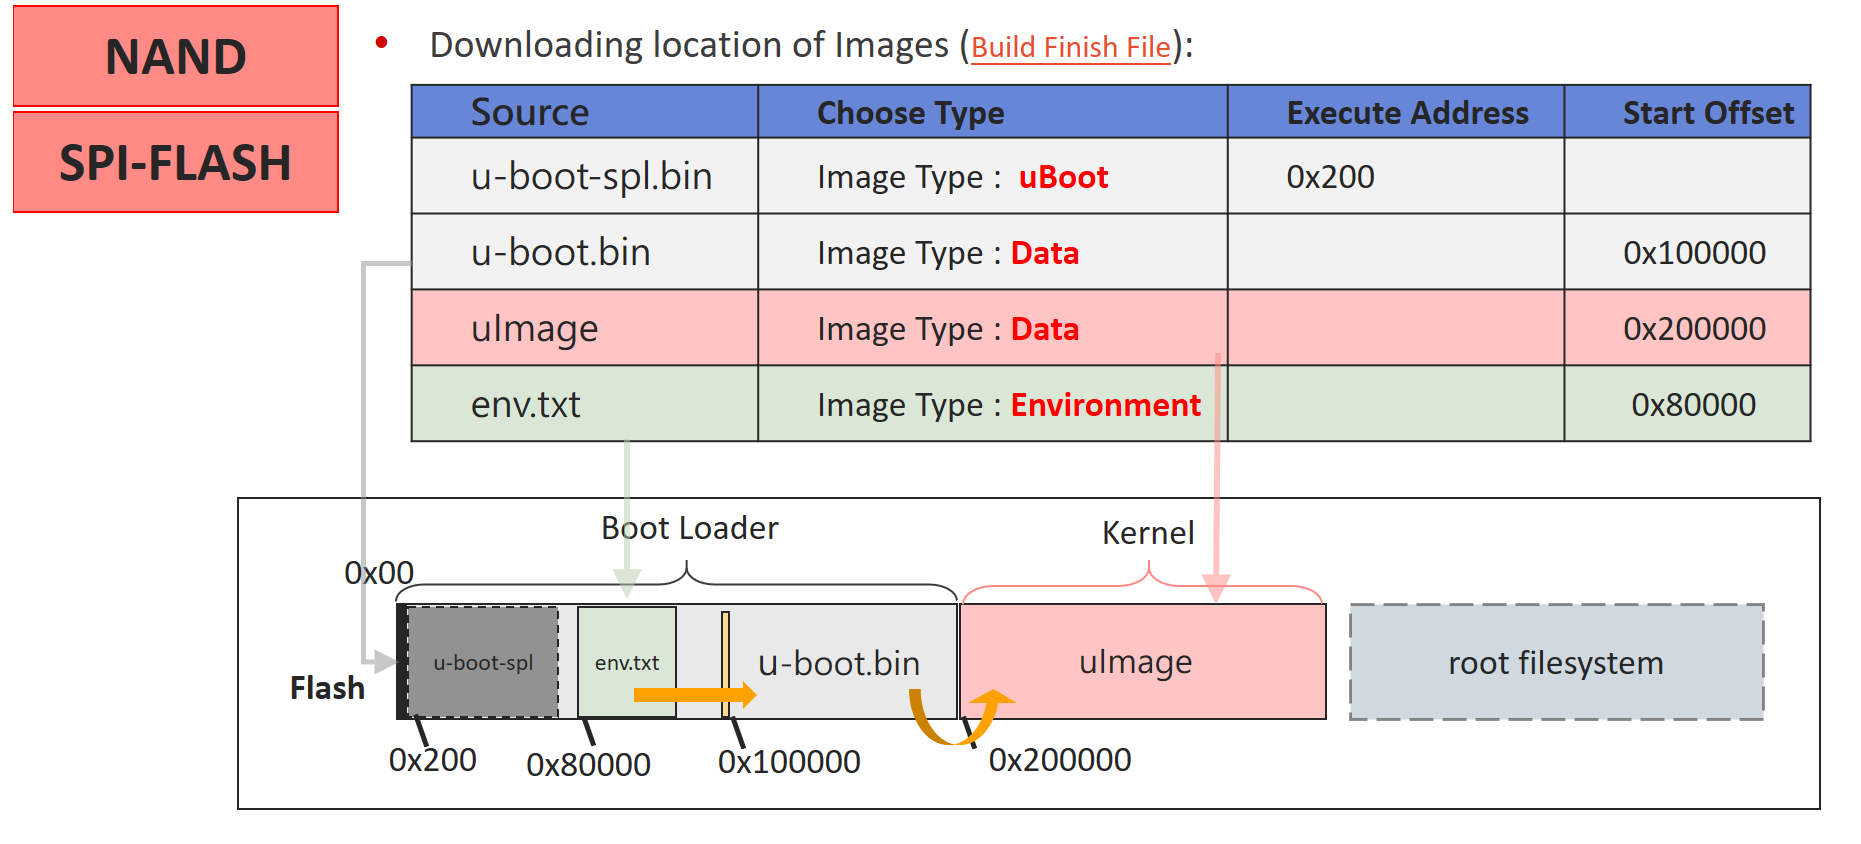 NAND
SPI-FLASH
• Downloading location of Images (Build Finish File):
Source Choose Type Execute Address Start Offset
u-boot-spl.bin Image Type : uBoot 0x200
u-boot.bin Image Type : Data 0x100000
uImage Image Type : Data 0x200000
env.txt Image Type : Environment 0x80000
Boot Loader Kernel
0x00
u-boot-spl env.txt u-boot.bin uImage root filesystem
Flash
0x200 0x80000 0x100000 0x200000